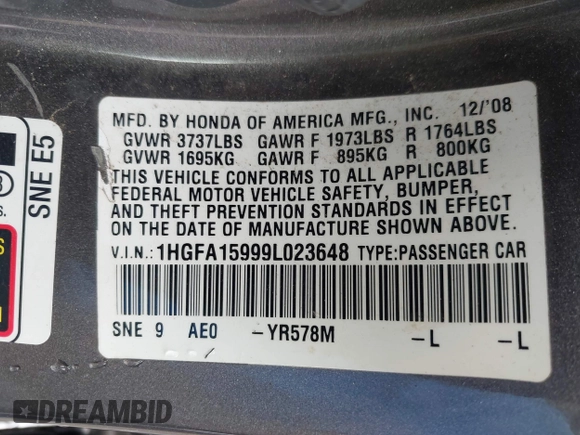 MFD. BY HONDA OF AMERICA MFG., INC. 12/'08
GVWR 3737LBS GAWR F 1973LBS R 1764LBS
GVWR 1695KG GAWR F 895KG R 800KG
THIS VEHICLE CONFORMS TO ALL APPLICABLE
FEDERAL MOTOR VEHICLE SAFETY, BUMPER,
AND THEFT PREVENTION STANDARDS IN EFFECT
ON THE DATE OF MANUFACTURE SHOWN ABOVE.
V.I.N.: 1HGFA15999L023648 TYPE:PASSENGER CAR
SNE 9 AE0 -YR578M -L -L
SNE E5
s.
DREAMBID